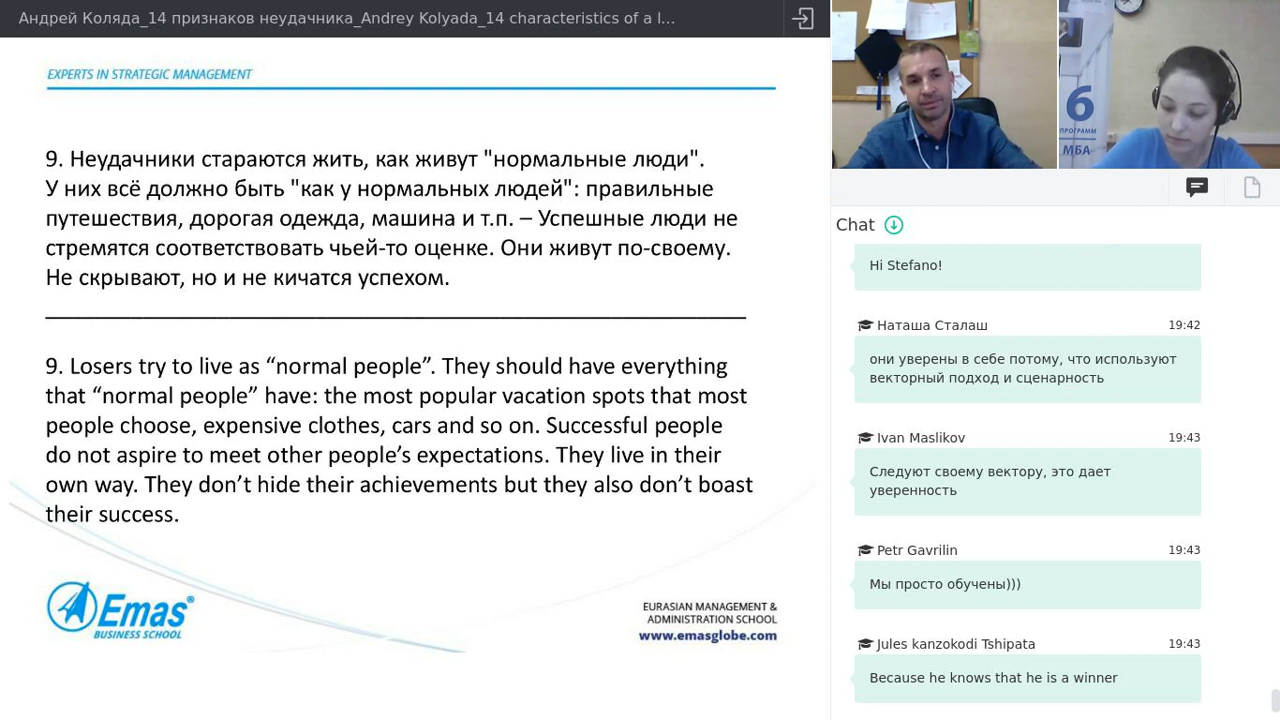 Андрей Коляда_14 признаков неудачника_Andrey Kolyada_14 characteristics of a l...
EXPERTS IN STRATEGIC MANAGEMENT
9. Неудачники стараются жить, как живут "нормальные люди".
У них всё должно быть "как у нормальных людей": правильные
путешествия, дорогая одежда, машина и т.п. – Успешные люди не
стремятся соответствовать чьей-то оценке. Они живут по-своему.
Не скрывают, но и не кичатся успехом.
9. Losers try to live as “normal people”. They should have everything
that “normal people” have: the most popular vacation spots that most
people choose, expensive clothes, cars and so on. Successful people
do not aspire to meet other people’s expectations. They live in their
own way. They don’t hide their achievements but they also don’t boast
their success.
Emas®
BUSINESS SCHOOL
EURASIAN MANAGEMENT &
ADMINISTRATION SCHOOL
www.emasglobe.com
6
ПРОГРАММ
МБА
Chat
Hi Stefano!
Наташа Сталаш 19:42
они уверены в себе потому, что используют
векторный подход и сценарность
Ivan Maslikov 19:43
Следуют своему вектору, это дает
уверенность
Petr Gavrilin 19:43
Мы просто обучены)))
Jules kanzokodi Tshipata 19:43
Because he knows that he is a winner